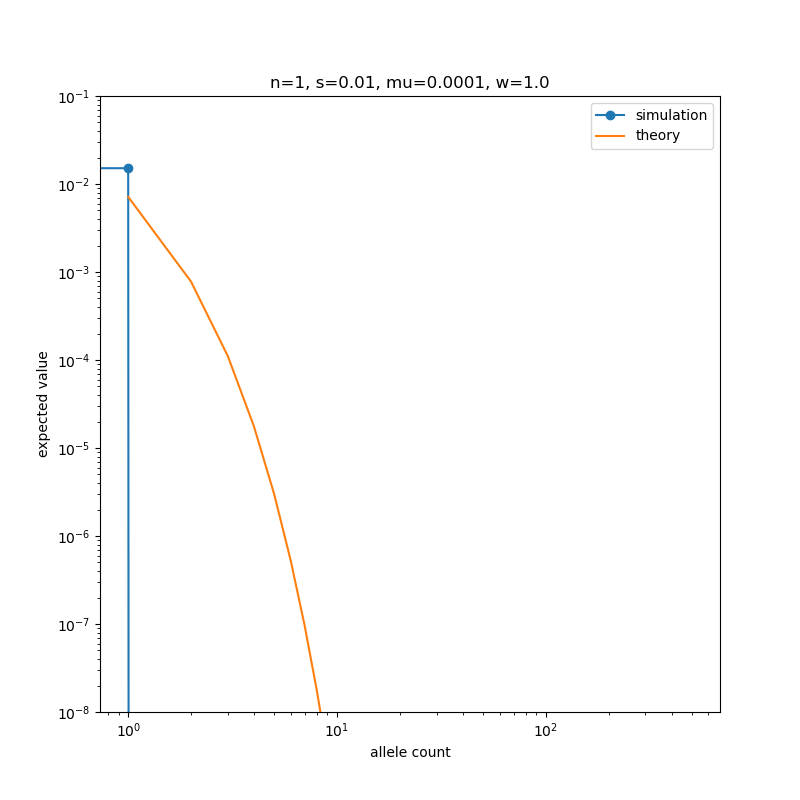 n=1, s=0.01, mu=0.0001, w=1.0
simulation
theory
expected value
10⁻¹
10⁻²
10⁻³
10⁻⁴
10⁻⁵
10⁻⁶
10⁻⁷
10⁻⁸
10⁰ 10¹ 10²
allele count